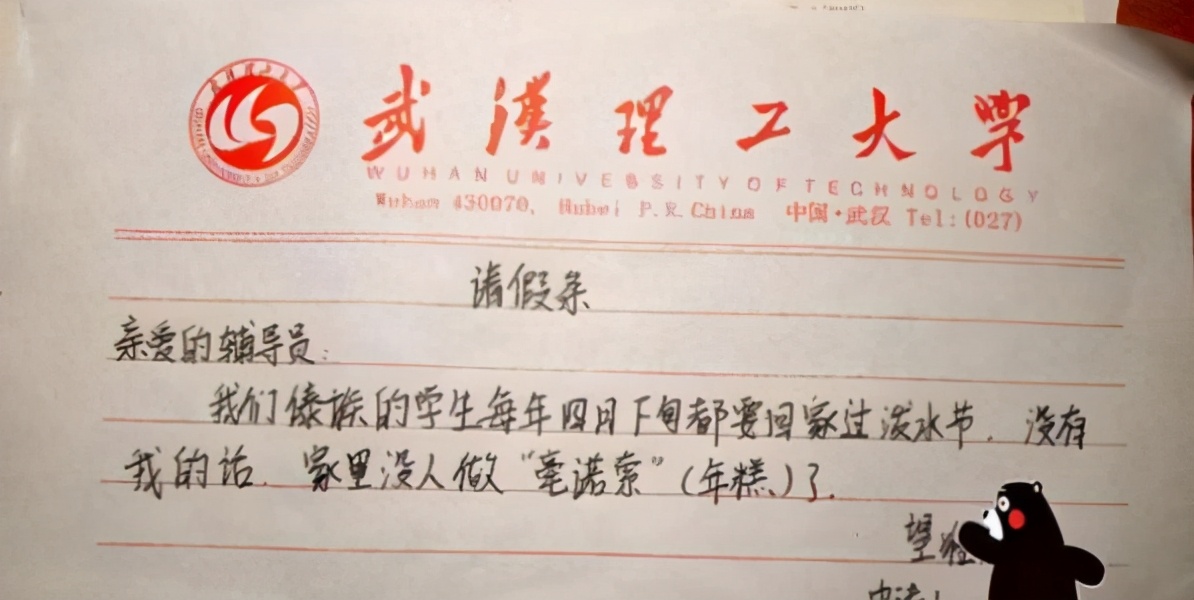 武漢理工大學
WUHAN UNIVERSITY OF TECHNOLOGY
430070, Hubei P.R.China 中国·武汉 Tel:(027)
请假条
亲爱的辅导员:
我们傣族的学生每年四月下旬都要回家过泼水节.没有
我的话.家里没人做“毫诺索”(年糕)了.
望